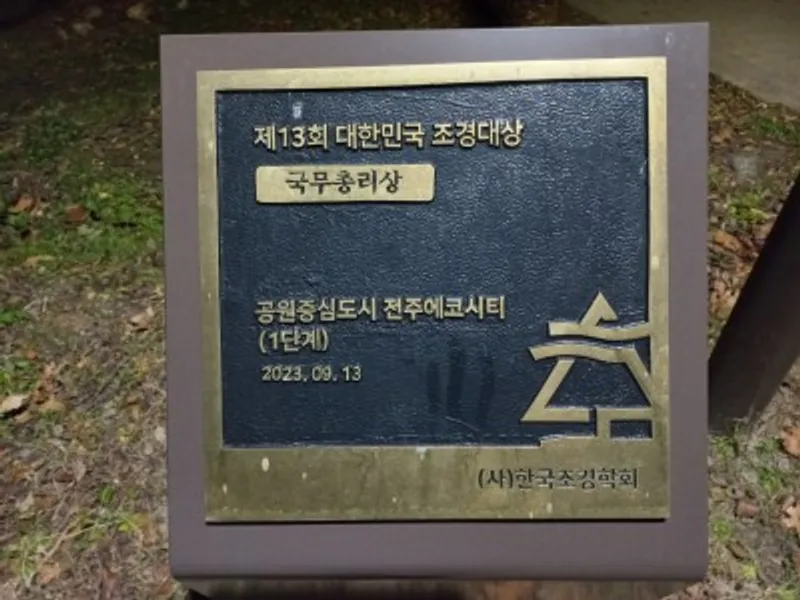 제13회 대한민국 조경대상
국무총리상
공원중심도시 전주에코시티
(1단계)
2023. 09. 13
(사)한국조경학회